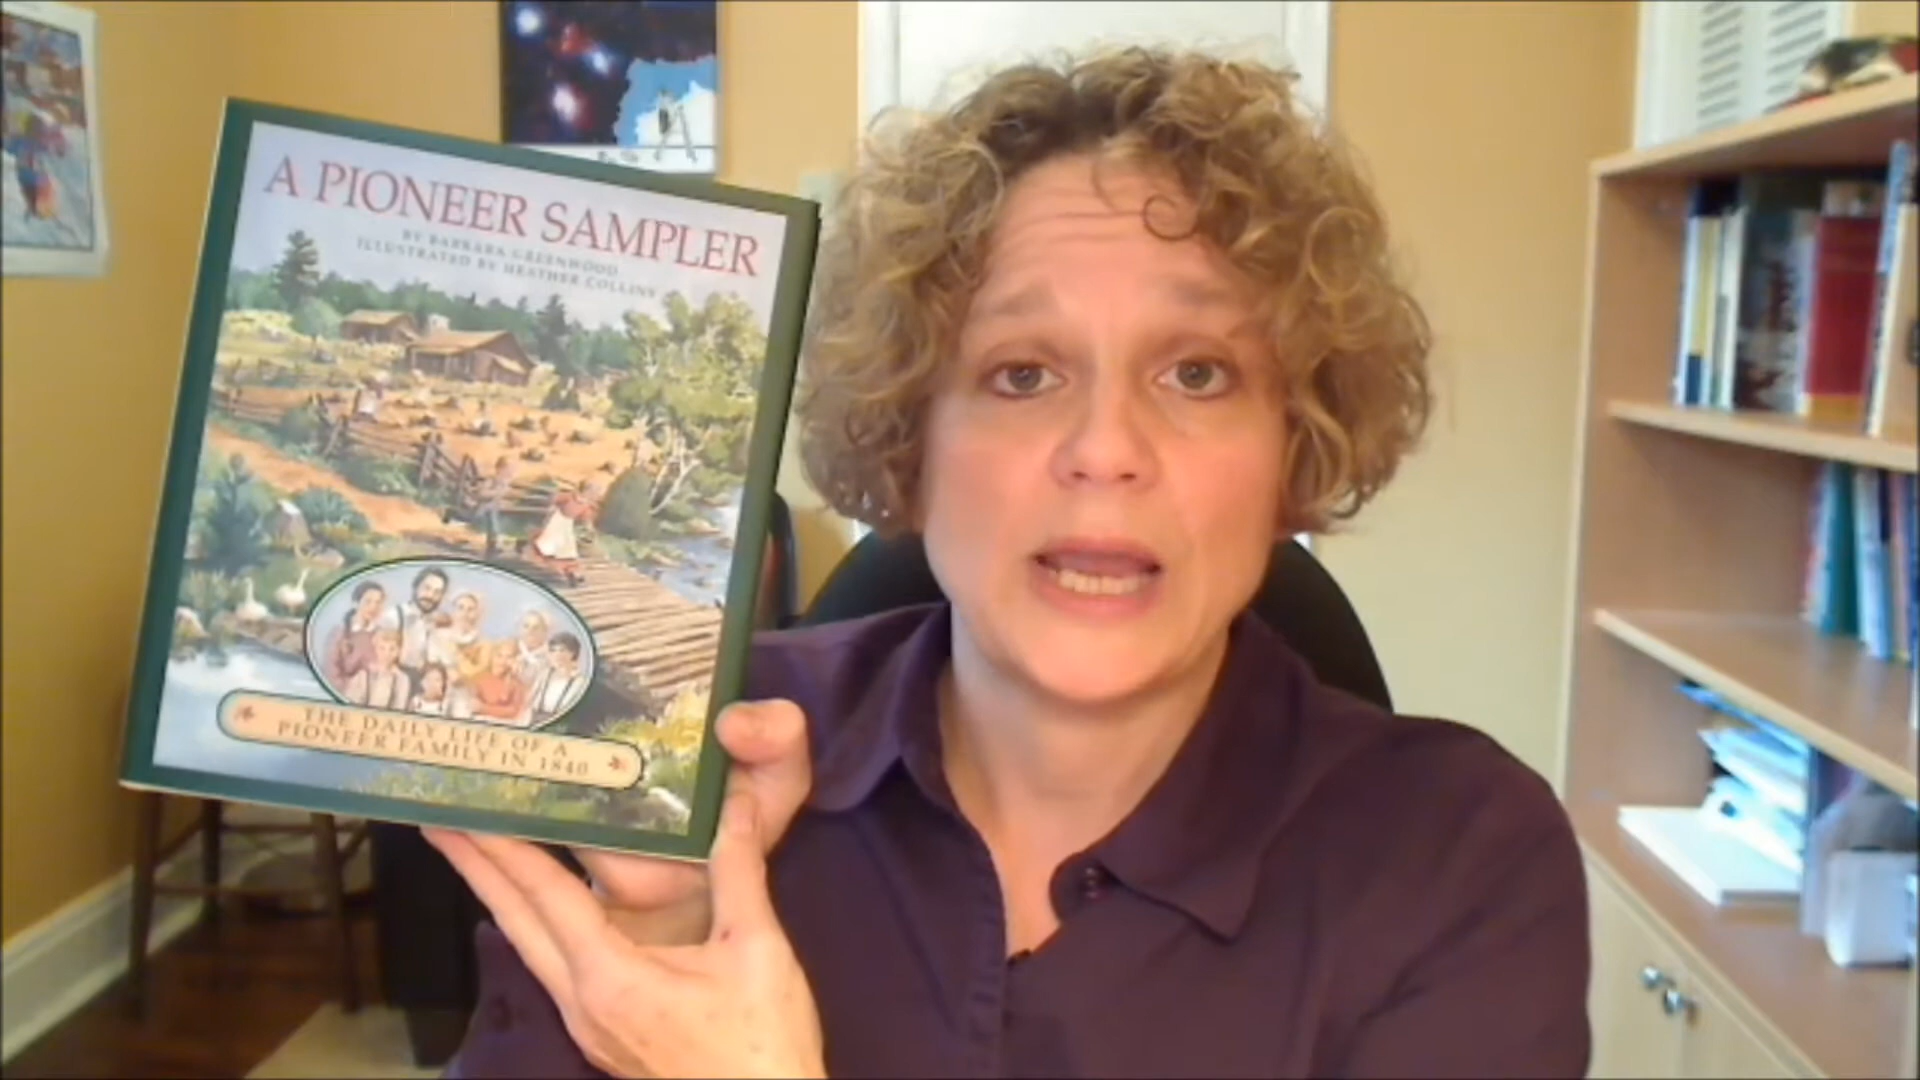 A PIONEER SAMPLER
BY BARBARA GREENWOOD
ILLUSTRATED BY HEATHER COLLINS
THE DAILY LIFE OF A
PIONEER FAMILY IN 1840